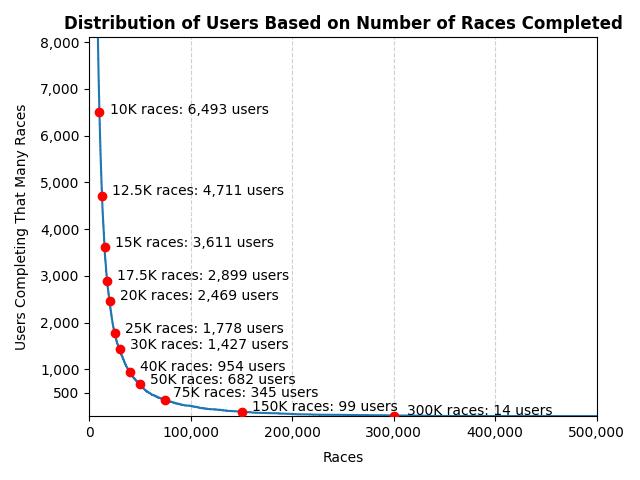 Distribution of Users Based on Number of Races Completed
Users Completing That Many Races
8,000
7,000
6,000
5,000
4,000
3,000
2,000
1,000
500
10K races: 6,493 users
12.5K races: 4,711 users
15K races: 3,611 users
17.5K races: 2,899 users
20K races: 2,469 users
25K races: 1,778 users
30K races: 1,427 users
40K races: 954 users
50K races: 682 users
75K races: 345 users
150K races: 99 users
300K races: 14 users
0
100,000
200,000
300,000
400,000
500,000
Races